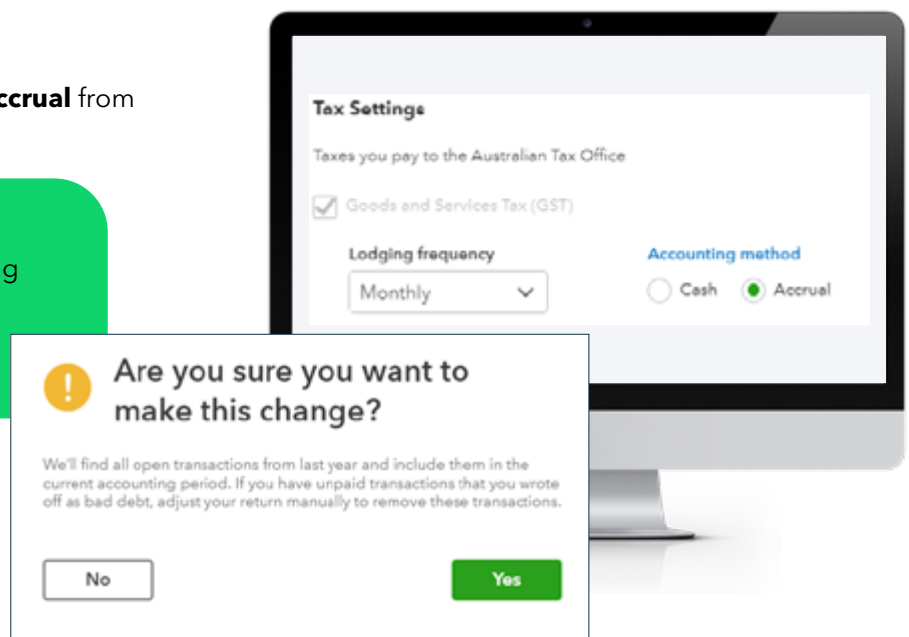 ccrual from
g
Tax Settings
Taxes you pay to the Australian Tax Office
Goods and Services Tax (GST)
Lodging frequency
Accounting method
Monthly
Cash
Accrual
Are you sure you want to
make this change?
We'll find all open transactions from last year and include them in the
current accounting period. If you have unpaid transactions that you wrote
off as bad debt, adjust your return manually to remove these transactions.
No
Yes